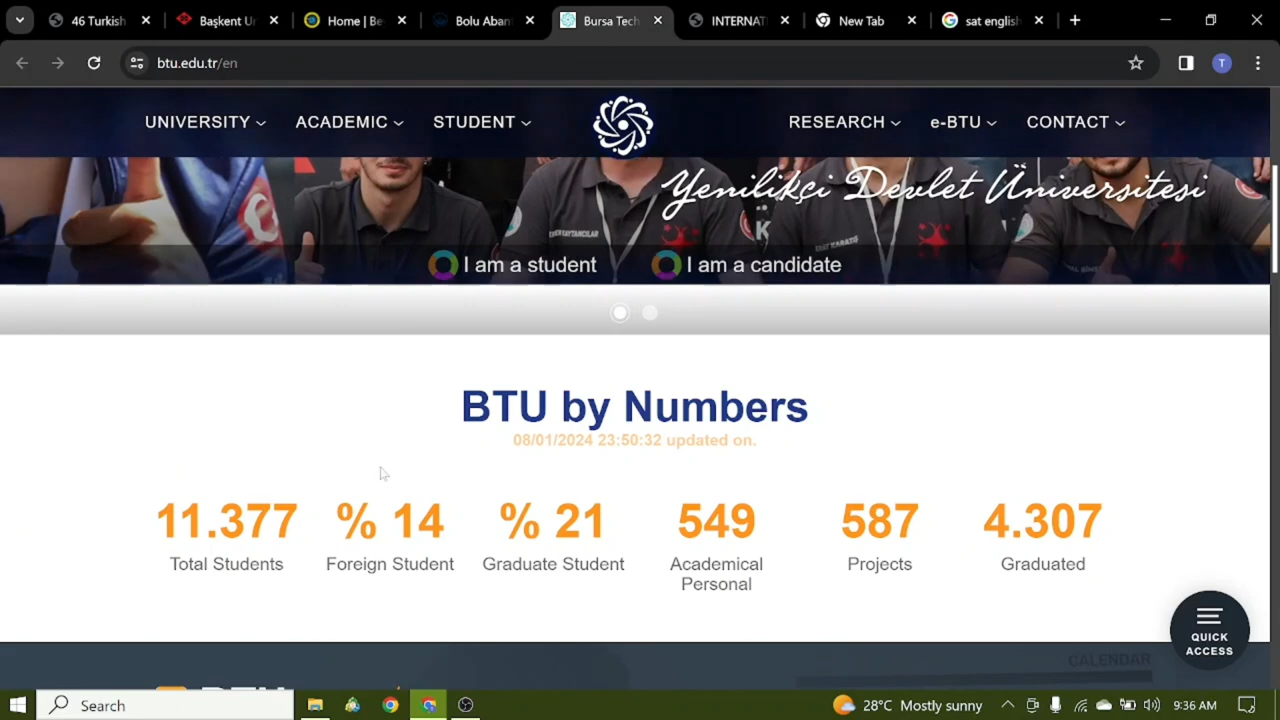 46 Turkish
Başkent Ur
Home | Be
Bolu Abant
Bursa Tech
INTERNAT
New Tab
sat english
btu.edu.tr/en
T
UNIVERSITY
ACADEMIC
STUDENT
RESEARCH
e-BTU
CONTACT
Yenilikçi Devlet Üniversitesi
I am a student
I am a candidate
BTU by Numbers
08/01/2024 23:50:32 updated on.
11.377
% 14
% 21
549
587
4.307
Total Students
Foreign Student
Graduate Student
Academical
Personal
Projects
Graduated
QUICK
ACCESS
CALENDAR
Search
28°C Mostly sunny
9:36 AM